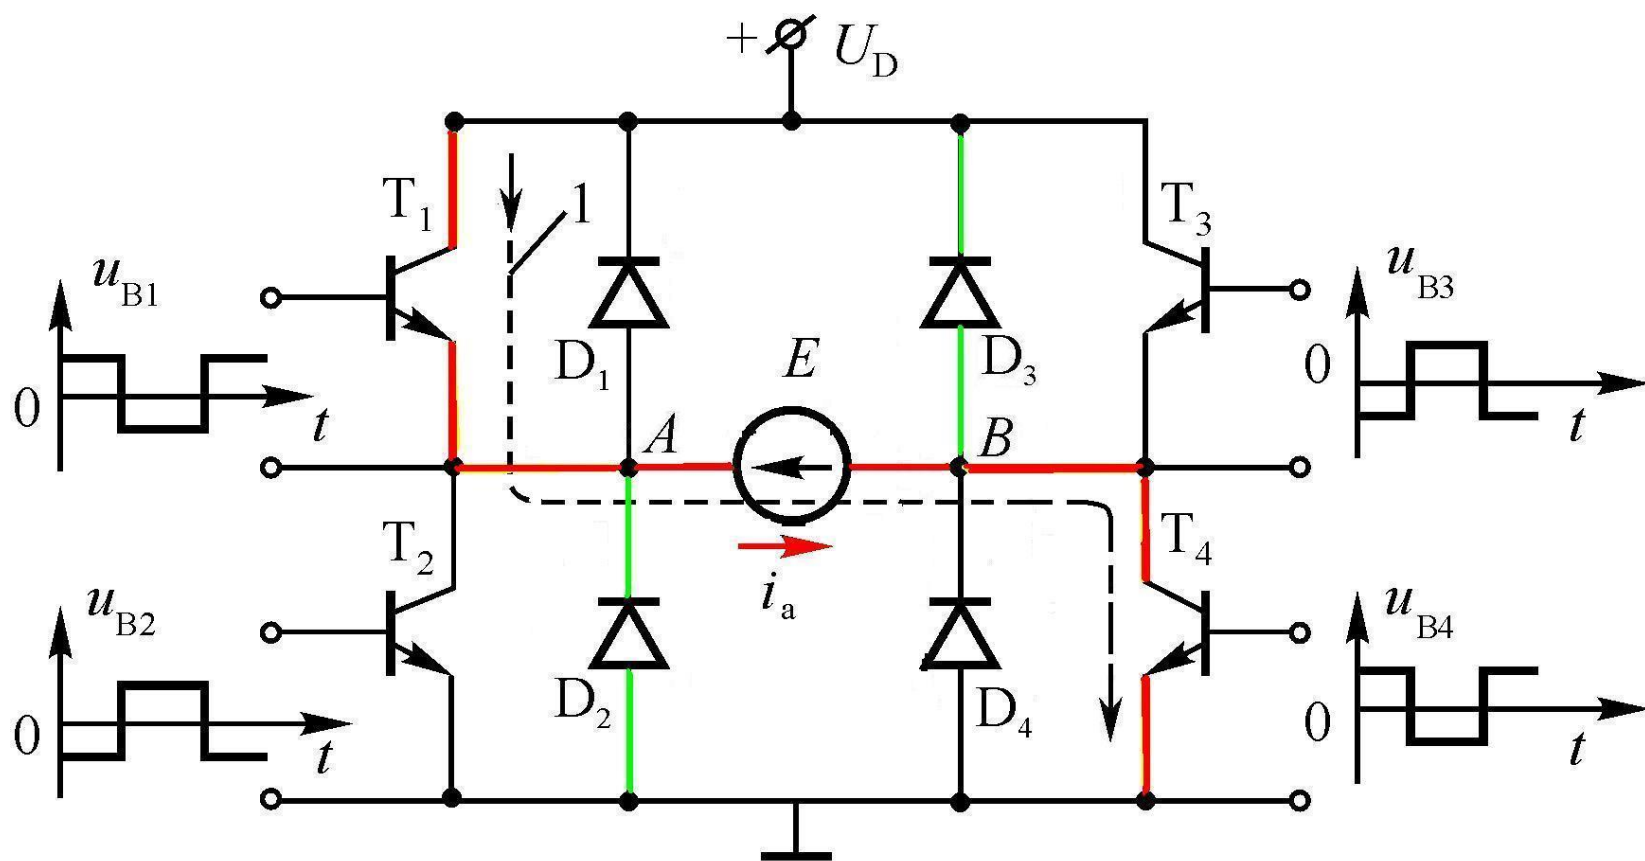 + U_D
T_1
1
T_3
u_B1
u_B3
D_1
E
D_3
0
t
A
B
0
t
T_2
T_4
u_B2
i_a
u_B4
D_2
D_4
0
t
0
t